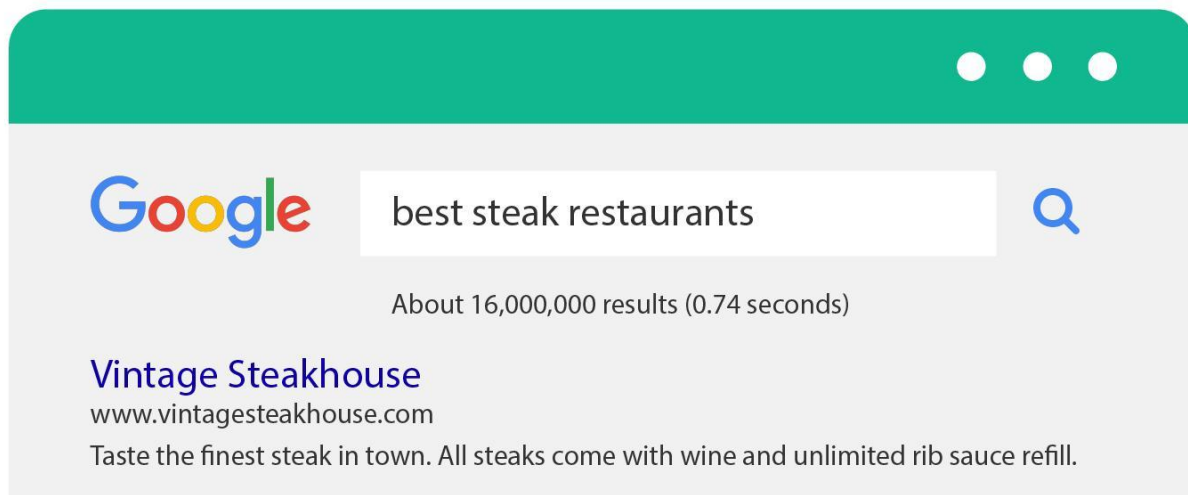 Google
best steak restaurants
About 16,000,000 results (0.74 seconds)
Vintage Steakhouse
www.vintagesteakhouse.com
Taste the finest steak in town. All steaks come with wine and unlimited rib sauce refill.